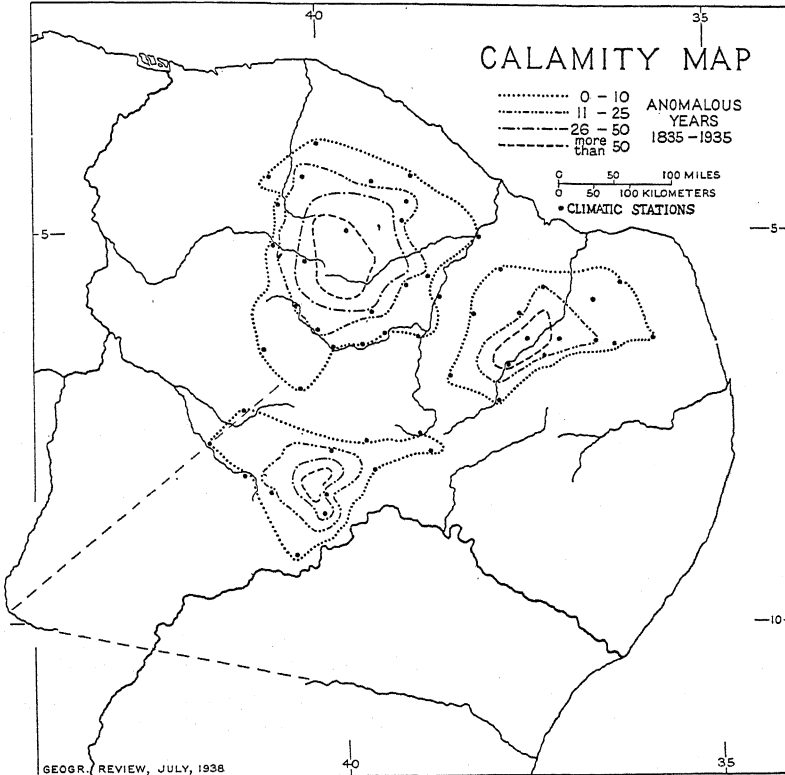 40
35
CALAMITY MAP
0 - 10
11 - 25
26 - 50
more than 50
ANOMALOUS
YEARS
1835 - 1935
0 50 100 MILES
0 50 100 KILOMETERS
• CLIMATIC STATIONS
5
5
10
40
35
GEOGR. REVIEW, JULY, 1938